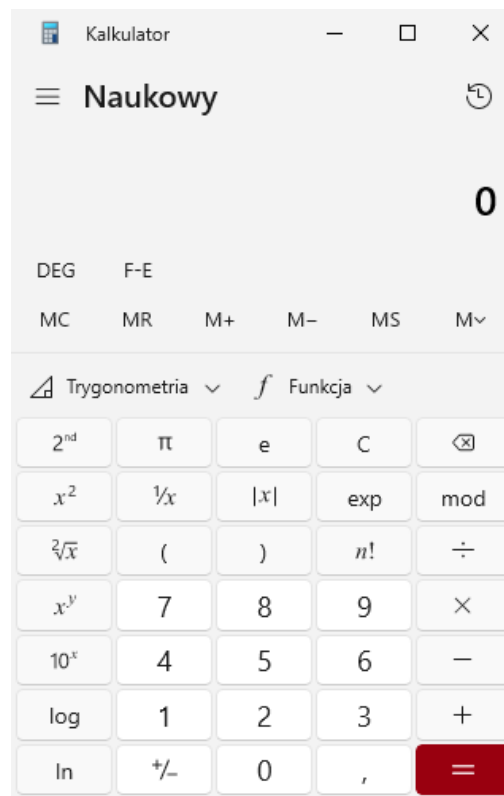 Kalkulator
Naukowy
0
DEG F-E
MC MR M+ M− MS M
Trygonometria f Funkcja
2ⁿᵈ π e C
x² ¹/x |x| exp mod
²√x ( ) n! ÷
xʸ 7 8 9 ×
10ˣ 4 5 6 −
log 1 2 3 +
ln +/− 0 , =